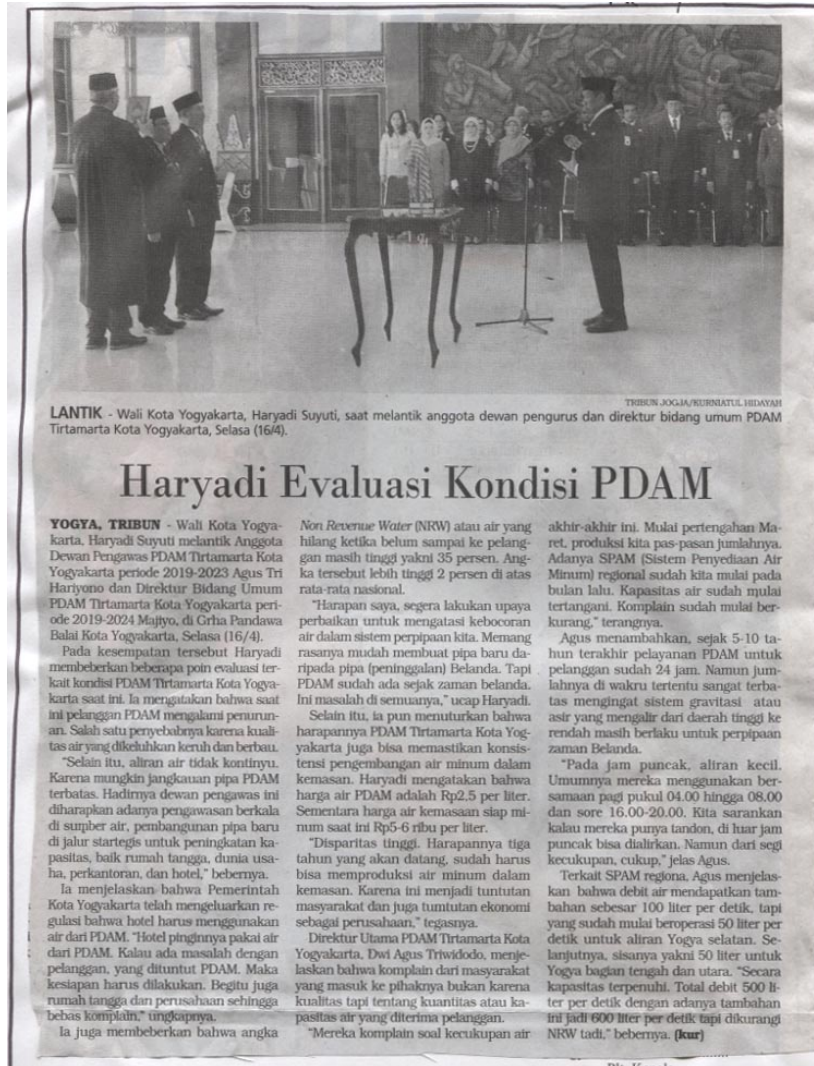 TRIBUN JOGJA/KURNIATUL HIDAYAH
LANTIK - Wali Kota Yogyakarta, Haryadi Suyuti, saat melantik anggota dewan pengurus dan direktur bidang umum PDAM
Tirtamarta Kota Yogyakarta, Selasa (16/4).
Haryadi Evaluasi Kondisi PDAM
YOGYA, TRIBUN - Wali Kota Yogya-
karta, Haryadi Suyuti melantik Anggota
Dewan Pengawas PDAM Tirtamarta Kota
Yogyakarta periode 2019-2023 Agus Tri
Hariyono dan Direktur Bidang Umum
PDAM Tirtamarta Kota Yogyakarta peri-
ode 2019-2024 Majiyo, di Grha Pandawa
Balai Kota Yogyakarta, Selasa (16/4).
Pada kesempatan tersebut Haryadi
membeberkan beberapa poin evaluasi ter-
kait kondisi PDAM Tirtamarta Kota Yogya-
karta saat ini. Ia mengatakan bahwa saat
ini pelanggan PDAM mengalami penurun-
an. Salah satu penyebabnya karena kuali-
tas air yang dikeluhkan keruh dan berbau.
"Selain itu, aliran air tidak kontinyu.
Karena mungkin jangkauan pipa PDAM
terbatas. Hadirnya dewan pengawas ini
diharapkan adanya pengawasan berkala
di sumber air, pembangunan pipa baru
di jalur startegis untuk peningkatan ka-
pasitas, baik rumah tangga, dunia usa-
ha, perkantoran, dan hotel," bebernya.
Ia menjelaskan bahwa Pemerintah
Kota Yogyakarta telah mengeluarkan re-
gulasi bahwa hotel harus menggunakan
air dari PDAM. "Hotel pinginnya pakai air
dari PDAM. Kalau ada masalah dengan
pelanggan, yang dituntut PDAM. Maka
kesiapan harus dilakukan. Begitu juga
rumah tangga dan perusahaan sehingga
bebas komplain," ungkapnya.
Ia juga membeberkan bahwa angka
Non Revenue Water (NRW) atau air yang
hilang ketika belum sampai ke pelang-
gan masih tinggi yakni 35 persen. Ang-
ka tersebut lebih tinggi 2 persen di atas
rata-rata nasional.
"Harapan saya, segera lakukan upaya
perbaikan untuk mengatasi kebocoran
air dalam sistem perpipaan kita. Memang
rasanya mudah membuat pipa baru da-
ripada pipa (peninggalan) Belanda. Tapi
PDAM sudah ada sejak zaman belanda.
Ini masalah di semuanya," ucap Haryadi.
Selain itu, ia pun menuturkan bahwa
harapannya PDAM Tirtamarta Kota Yog-
yakarta juga bisa memastikan konsis-
tensi pengembangan air minum dalam
kemasan. Haryadi mengatakan bahwa
harga air PDAM adalah Rp2,5 per liter.
Sementara harga air kemasaan siap mi-
num saat ini Rp5-6 ribu per liter.
"Disparitas tinggi. Harapannya tiga
tahun yang akan datang, sudah harus
bisa memproduksi air minum dalam
kemasan. Karena ini menjadi tuntutan
masyarakat dan juga tumtutan ekonomi
sebagai perusahaan," tegasnya.
Direktur Utama PDAM Tirtamarta Kota
Yogyakarta, Dwi Agus Triwidodo, menje-
laskan bahwa komplain dari masyarakat
yang masuk ke pihaknya bukan karena
kualitas tapi tentang kuantitas atau ka-
pasitas air yang diterima pelanggan.
"Mereka komplain soal kecukupan air
akhir-akhir ini. Mulai pertengahan Ma-
ret, produksi kita pas-pasan jumlahnya.
Adanya SPAM (Sistem Penyediaan Air
Minum) regional sudah kita mulai pada
bulan lalu. Kapasitas air sudah mulai
tertangani. Komplain sudah mulai ber-
kurang," terangnya.
Agus menambahkan, sejak 5-10 ta-
hun terakhir pelayanan PDAM untuk
pelanggan sudah 24 jam. Namun jum-
lahnya di wakru tertentu sangat terba-
tas mengingat sistem gravitasi atau
asir yang mengalir dari daerah tinggi ke
rendah masih berlaku untuk perpipaan
zaman Belanda.
"Pada jam puncak, aliran kecil.
Umumnya mereka menggunakan ber-
samaan pagi pukul 04.00 hingga 08.00
dan sore 16.00-20.00. Kita sarankan
kalau mereka punya tandon, di luar jam
puncak bisa dialirkan. Namun dari segi
kecukupan, cukup," jelas Agus.
Terkait SPAM regiona, Agus menjelas-
kan bahwa debit air mendapatkan tam-
bahan sebesar 100 liter per detik, tapi
yang sudah mulai beroperasi 50 liter per
detik untuk aliran Yogya selatan. Se-
lanjutnya, sisanya yakni 50 liter untuk
Yogya bagian tengah dan utara. "Secara
kapasitas terpenuhi. Total debit 500 li-
ter per detik dengan adanya tambahan
ini jadi 600 liter per detik tapi dikurangi
NRW tadi," bebernya. (kur)